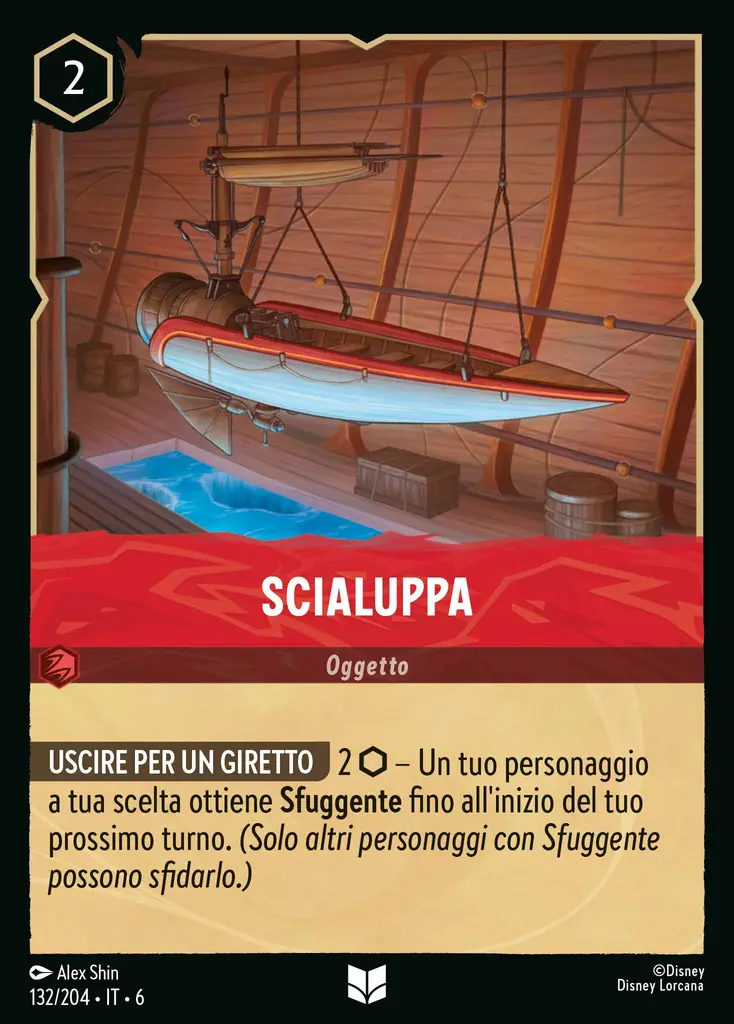 2
SCIALUPPA
Oggetto
USCIRE PER UN GIRETTO 2 ⬡ – Un tuo personaggio
a tua scelta ottiene Sfuggente fino all'inizio del tuo
prossimo turno. (Solo altri personaggi con Sfuggente
possono sfidarlo.)
Alex Shin
132/204 • IT • 6
©Disney
Disney Lorcana